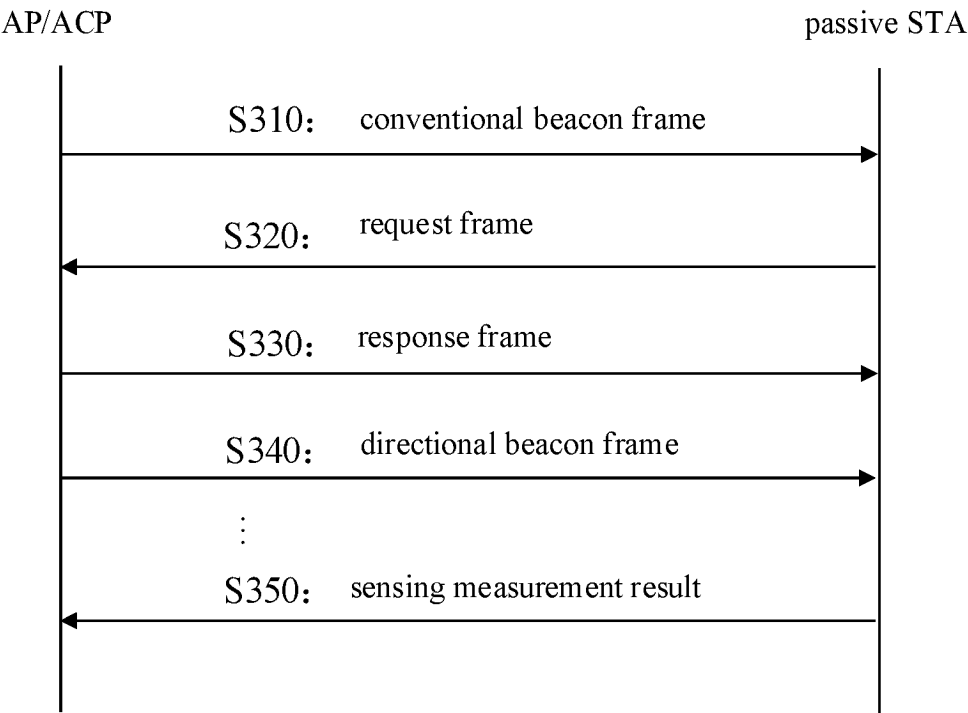 AP/ACP passive STA
S310： conventional beacon frame
S320： request frame
S330： response frame
S340： directional beacon frame
⋮
S350： sensing measurement result